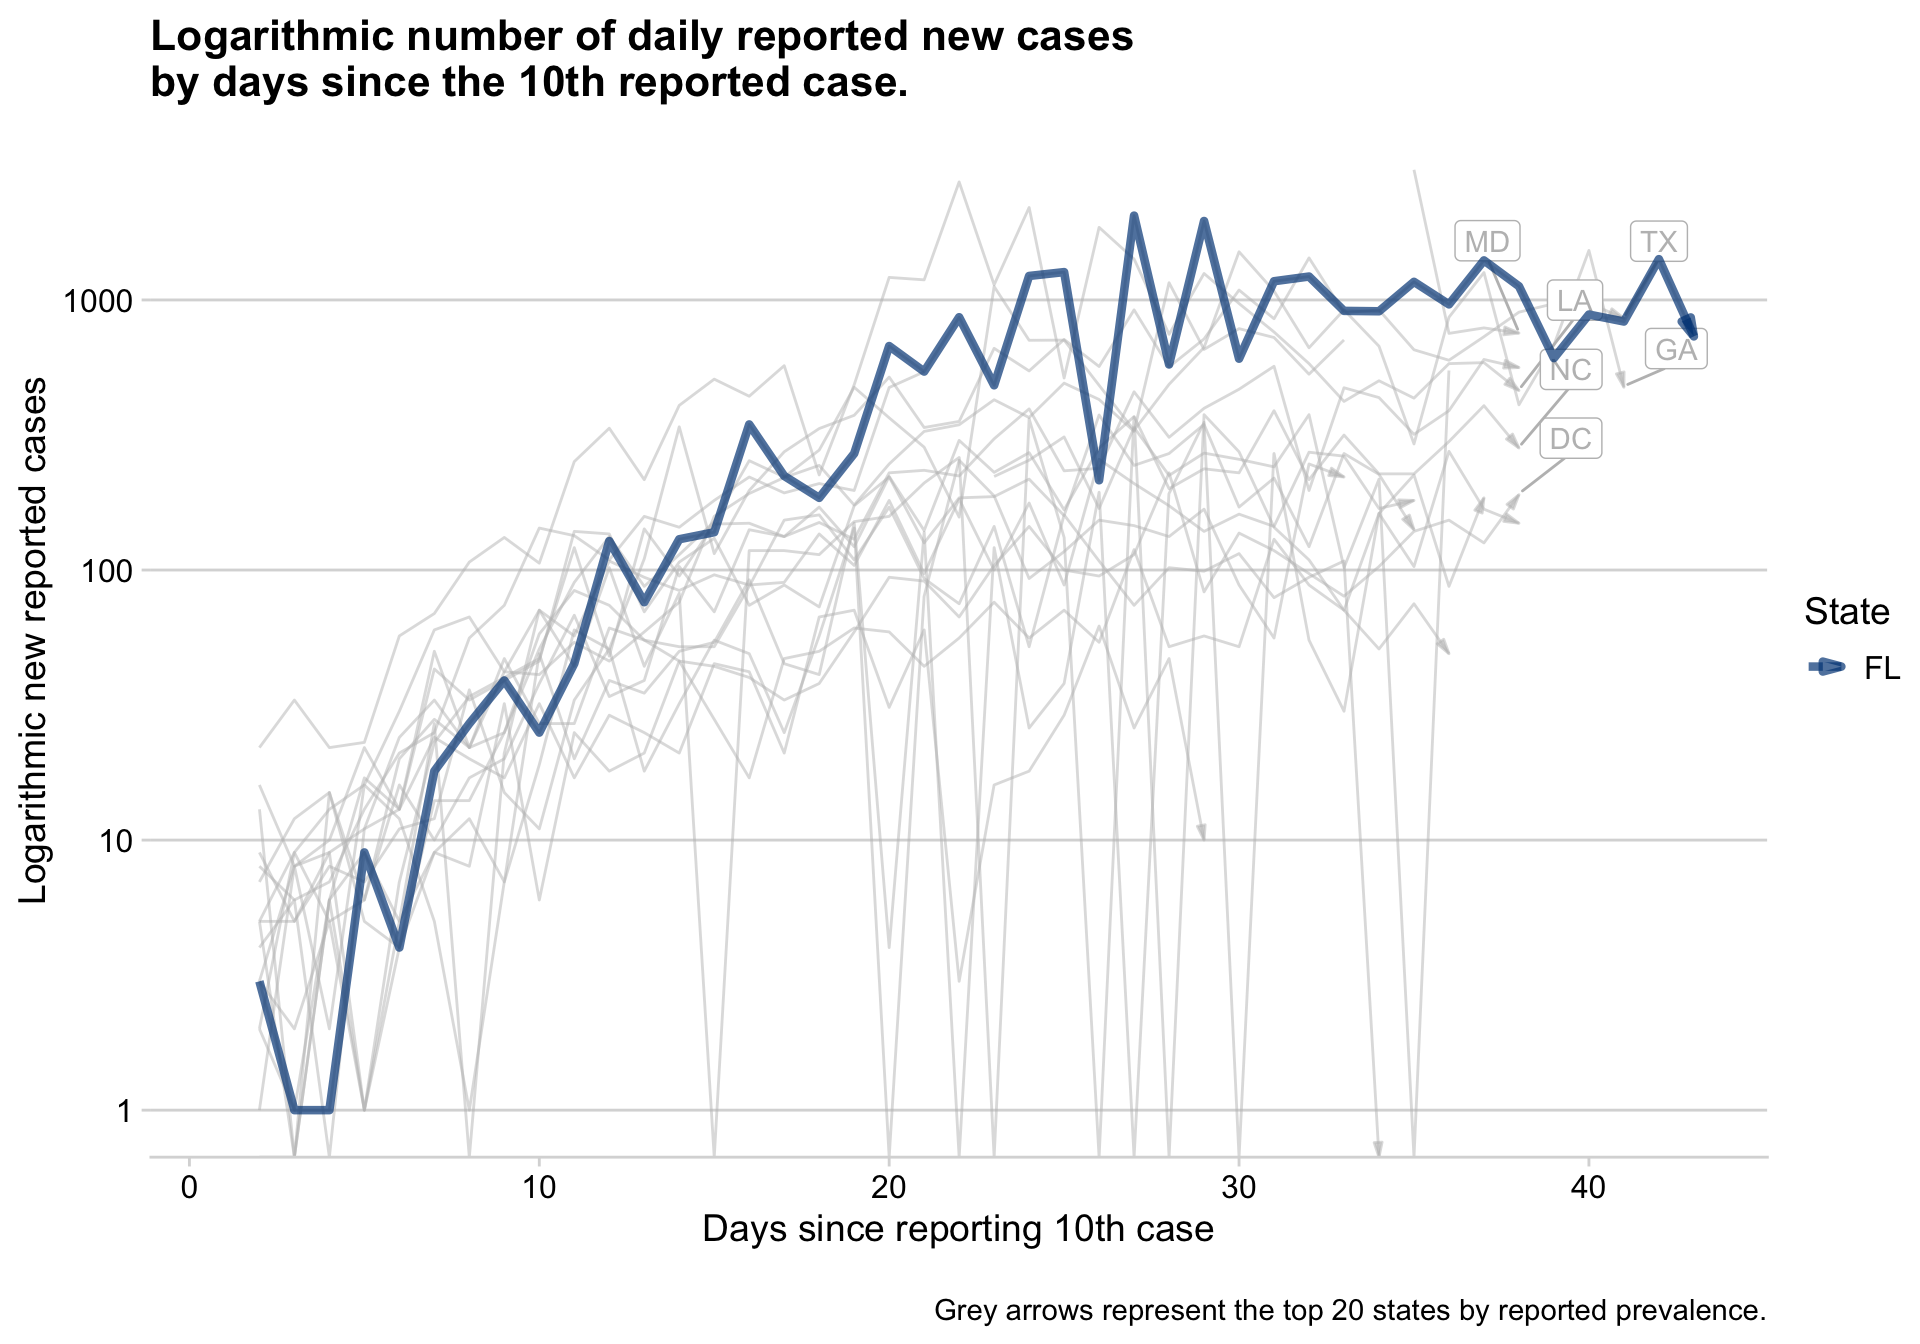 Logarithmic number of daily reported new cases
by days since the 10th reported case.
Logarithmic new reported cases
1000
100
10
1
MD
TX
LA
GA
NC
DC
State
FL
0
10
20
30
40
Days since reporting 10th case
Grey arrows represent the top 20 states by reported prevalence.